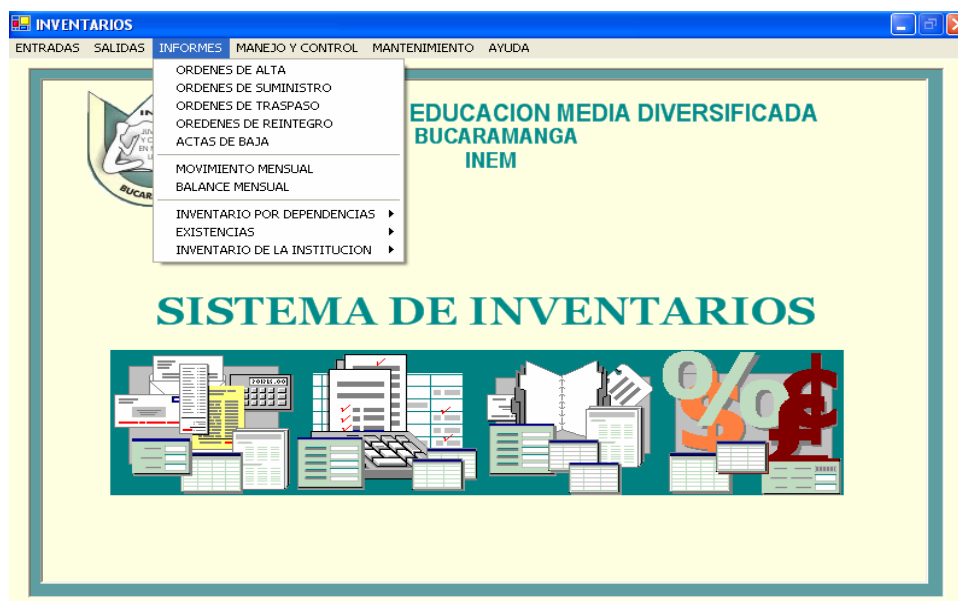 INVENTARIOS
ENTRADAS SALIDAS INFORMES MANEJO Y CONTROL MANTENIMIENTO AYUDA
ORDENES DE ALTA
ORDENES DE SUMINISTRO
ORDENES DE TRASPASO
OREDENES DE REINTEGRO
ACTAS DE BAJA
MOVIMIENTO MENSUAL
BALANCE MENSUAL
INVENTARIO POR DEPENDENCIAS
EXISTENCIAS
INVENTARIO DE LA INSTITUCION
EDUCACION MEDIA DIVERSIFICADA
BUCARAMANGA
INEM
SISTEMA DE INVENTARIOS